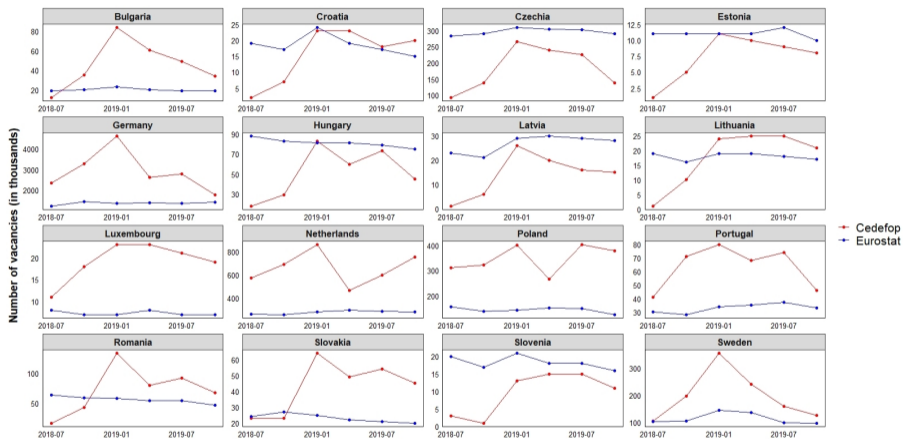 Number of vacancies (in thousands)
Bulgaria
80
60
40
20
2018-07 2019-01 2019-07
Croatia
25
20
15
10
5
2018-07 2019-01 2019-07
Czechia
300
250
200
150
100
2018-07 2019-01 2019-07
Estonia
12.5
10.0
7.5
5.0
2.5
2018-07 2019-01 2019-07
Germany
4000
3000
2000
2018-07 2019-01 2019-07
Hungary
90
70
50
30
2018-07 2019-01 2019-07
Latvia
30
20
10
0
2018-07 2019-01 2019-07
Lithuania
25
20
15
10
5
0
2018-07 2019-01 2019-07
Luxembourg
20
15
10
2018-07 2019-01 2019-07
Netherlands
800
600
400
2018-07 2019-01 2019-07
Poland
400
300
200
2018-07 2019-01 2019-07
Portugal
80
70
60
50
40
30
2018-07 2019-01 2019-07
Romania
100
50
2018-07 2019-01 2019-07
Slovakia
60
50
40
30
20
2018-07 2019-01 2019-07
Slovenia
20
15
10
5
0
2018-07 2019-01 2019-07
Sweden
300
200
100
2018-07 2019-01 2019-07
Cedefop
Eurostat